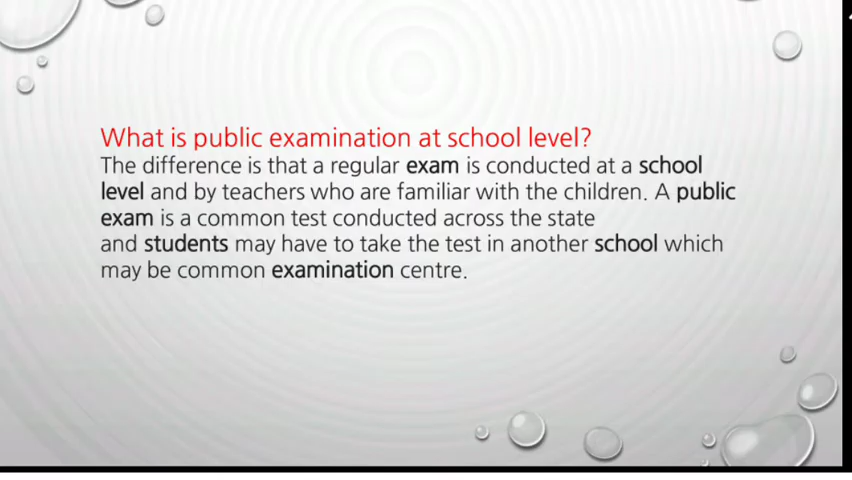 What is public examination at school level?
The difference is that a regular exam is conducted at a school
level and by teachers who are familiar with the children. A public
exam is a common test conducted across the state
and students may have to take the test in another school which
may be common examination centre.